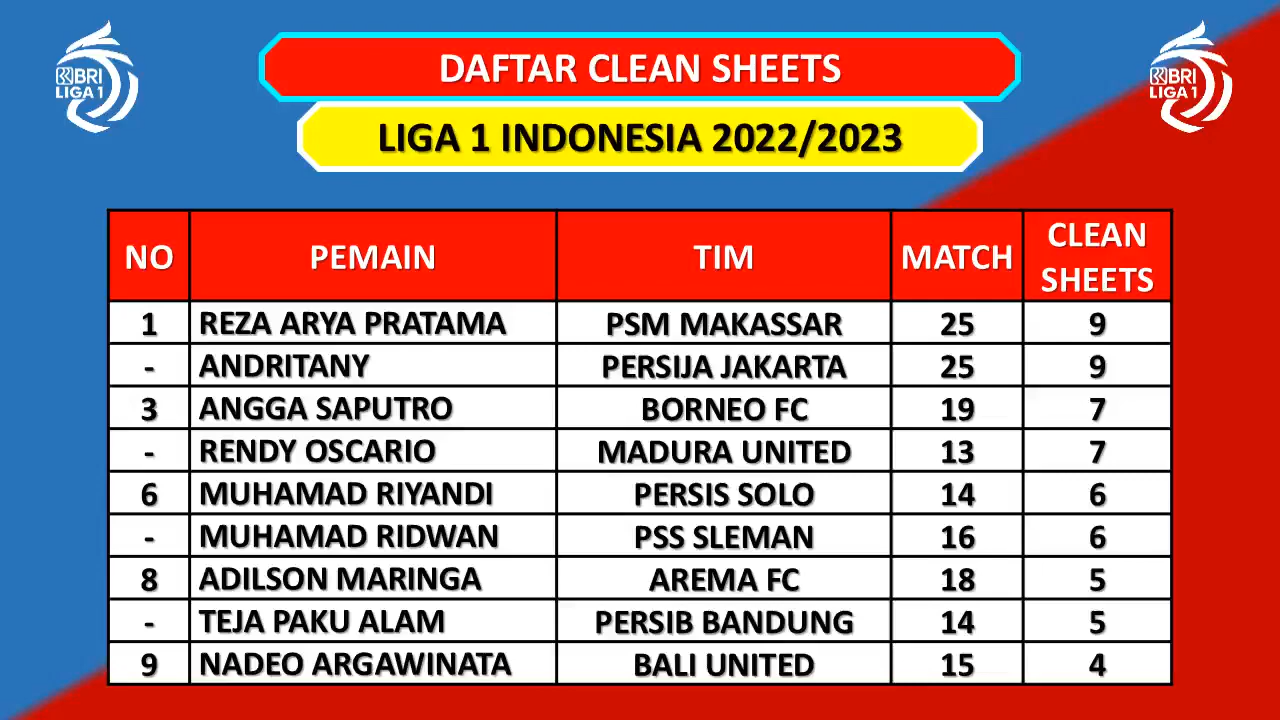 BRI
LIGA 1
DAFTAR CLEAN SHEETS
LIGA 1 INDONESIA 2022/2023
BRI
LIGA 1
NO PEMAIN TIM MATCH CLEAN SHEETS
1 REZA ARYA PRATAMA PSM MAKASSAR 25 9
- ANDRITANY PERSIJA JAKARTA 25 9
3 ANGGA SAPUTRO BORNEO FC 19 7
- RENDY OSCARIO MADURA UNITED 13 7
6 MUHAMAD RIYANDI PERSIS SOLO 14 6
- MUHAMAD RIDWAN PSS SLEMAN 16 6
8 ADILSON MARINGA AREMA FC 18 5
- TEJA PAKU ALAM PERSIB BANDUNG 14 5
9 NADEO ARGAWINATA BALI UNITED 15 4